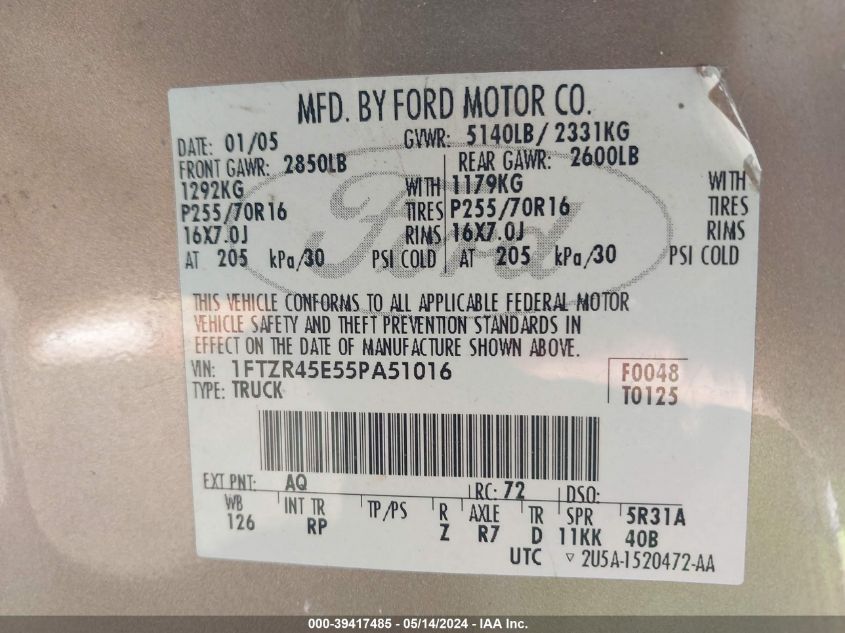 MFD. BY FORD MOTOR CO.
DATE: 01/05 GVWR: 5140LB/ 2331KG
FRONT GAWR: 2850LB REAR GAWR: 2600LB
1292KG WITH 1179KG WITH
P255/70R16 TIRES P255/70R16 TIRES
16X7.0J RIMS 16X7.0J RIMS
AT 205 kPa/30 PSI COLD AT 205 kPa/30 PSI COLD
Ford
THIS VEHICLE CONFORMS TO ALL APPLICABLE FEDERAL MOTOR
VEHICLE SAFETY AND THEFT PREVENTION STANDARDS IN
EFFECT ON THE DATE OF MANUFACTURE SHOWN ABOVE.
VIN: 1FTZR45E55PA51016 F0048
TYPE: TRUCK T0125
EXT PNT: AQ RC: 72 DSO:
WB INT TR TP/PS R AXLE TR SPR 5R31A
126 RP Z R7 D 11KK 40B
UTC ▿ 2U5A-1520472-AA
000-39417485 - 05/14/2024 - IAA Inc.